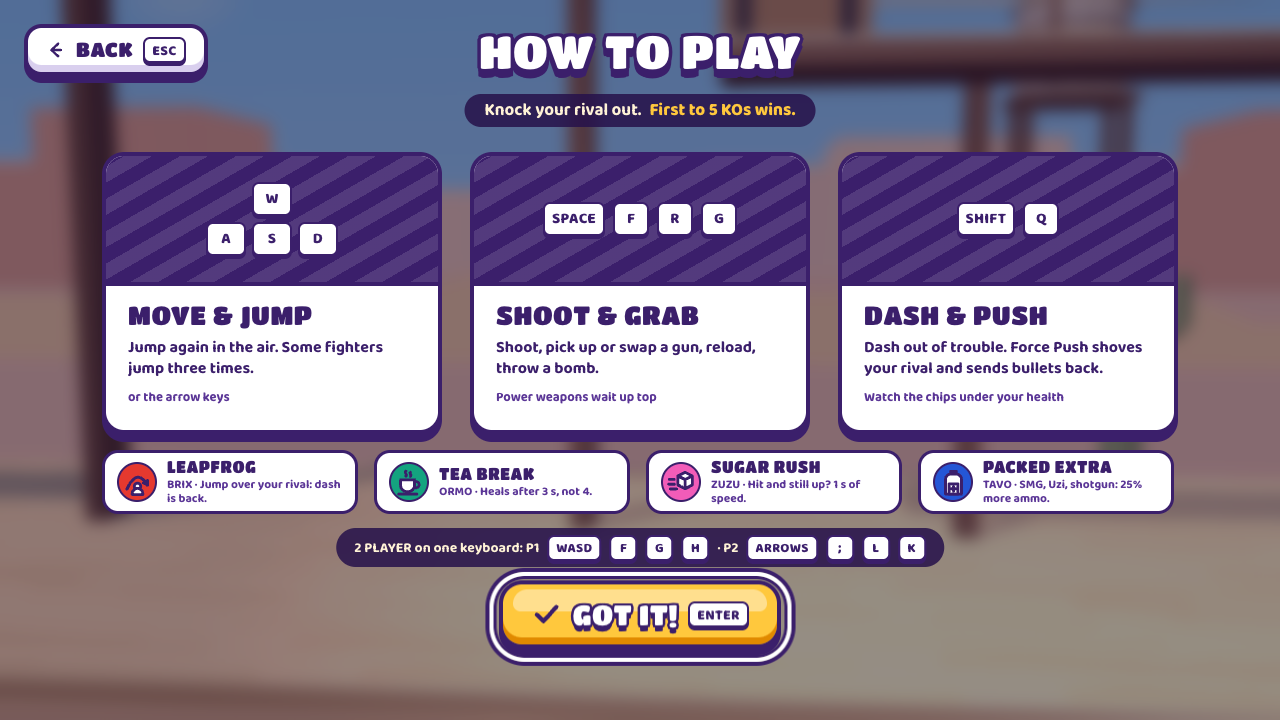 BACK ESC
HOW TO PLAY
Knock your rival out. First to 5 KOs wins.
W
A S D
MOVE & JUMP
Jump again in the air. Some fighters
jump three times.
or the arrow keys
SPACE F R G
SHOOT & GRAB
Shoot, pick up or swap a gun, reload,
throw a bomb.
Power weapons wait up top
SHIFT Q
DASH & PUSH
Dash out of trouble. Force Push shoves
your rival and sends bullets back.
Watch the chips under your health
LEAPFROG
BRIX · Jump over your rival: dash
is back.
TEA BREAK
ORMO · Heals after 3 s, not 4.
SUGAR RUSH
ZUZU · Hit and still up? 1 s of
speed.
PACKED EXTRA
TAVO · SMG, Uzi, shotgun: 25%
more ammo.
2 PLAYER on one keyboard: P1 WASD F G H · P2 ARROWS ; L K
GOT IT! ENTER